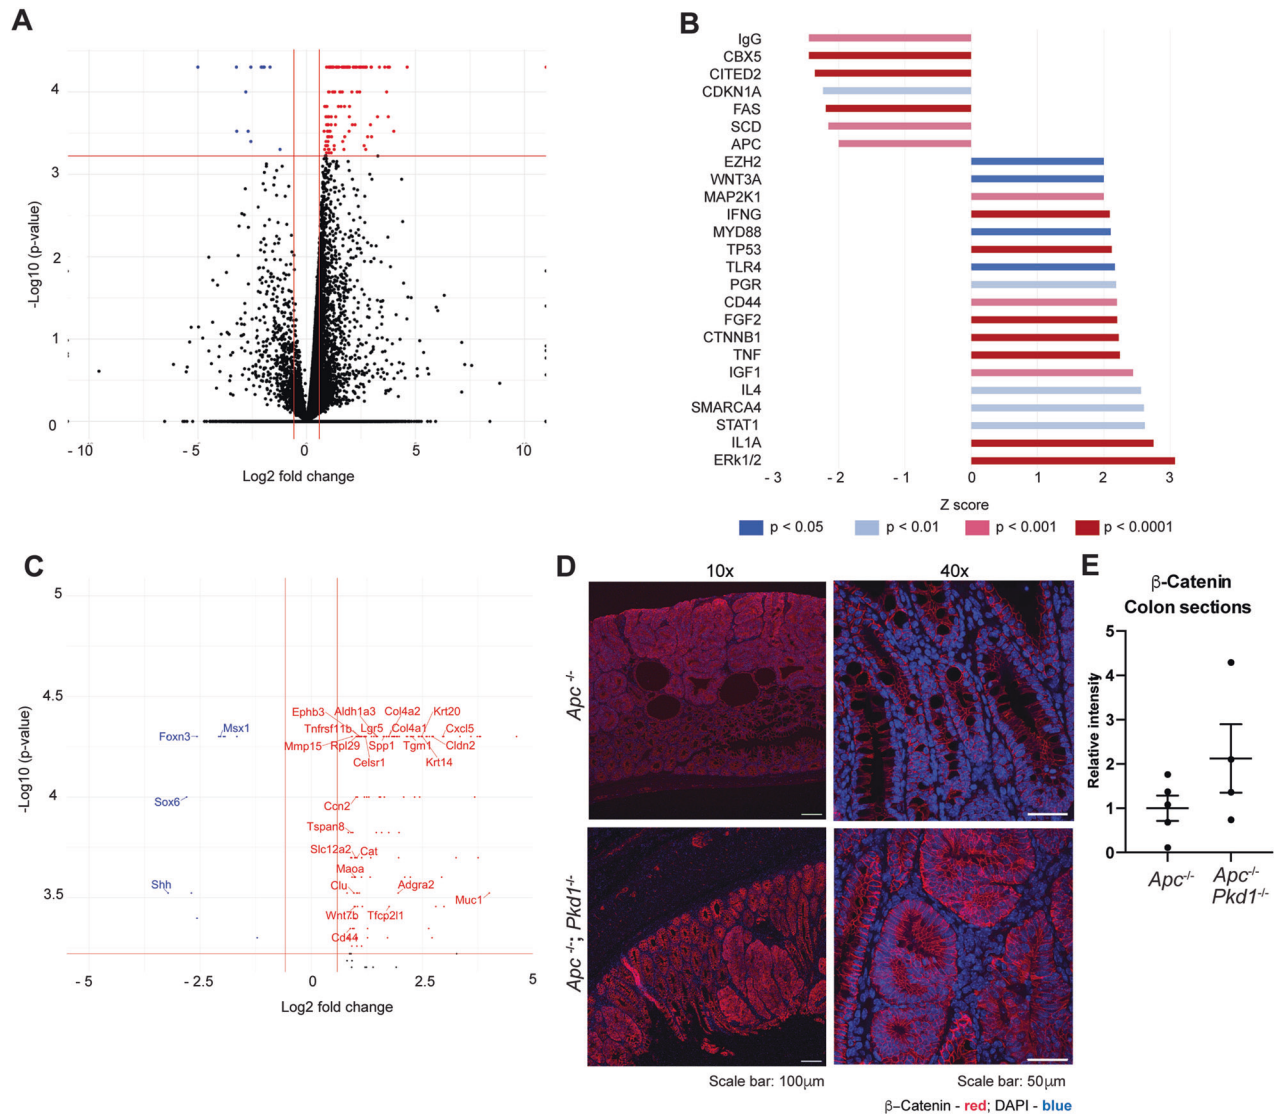 A
4
3
2
1
0
-Log10 (p-value)
- 10
- 5
0
5
10
Log2 fold change
B
IgG
CBX5
CITED2
CDKN1A
FAS
SCD
APC
EZH2
WNT3A
MAP2K1
IFNG
MYD88
TP53
TLR4
PGR
CD44
FGF2
CTNNB1
TNF
IGF1
IL4
SMARCA4
STAT1
IL1A
ERk1/2
- 3
- 2
- 1
0
1
2
3
Z score
p < 0.05
p < 0.01
p < 0.001
p < 0.0001
C
5
4.5
4
3.5
-Log10 (p-value)
Foxn3
Msx1
Sox6
Shh
Ephb3
Aldh1a3
Col4a2
Krt20
Tnfrsf11b
Lgr5
Col4a1
Cxcl5
Mmp15
Rpl29
Spp1
Tgm1
Cldn2
Celsr1
Krt14
Ccn2
Tspan8
Slc12a2
Cat
Maoa
Clu
Adgra2
Muc1
Wnt7b
Tfcp2l1
Cd44
- 5
- 2.5
0
2.5
5
Log2 fold change
D
10x
40x
Apc -/-
Apc -/-; Pkd1-/-
Scale bar: 100μm
Scale bar: 50μm
β–Catenin - red; DAPI - blue
E
β-Catenin
Colon sections
5
4
3
2
1
0
Relative intensity
Apc-/-
Apc-/-
Pkd1-/-